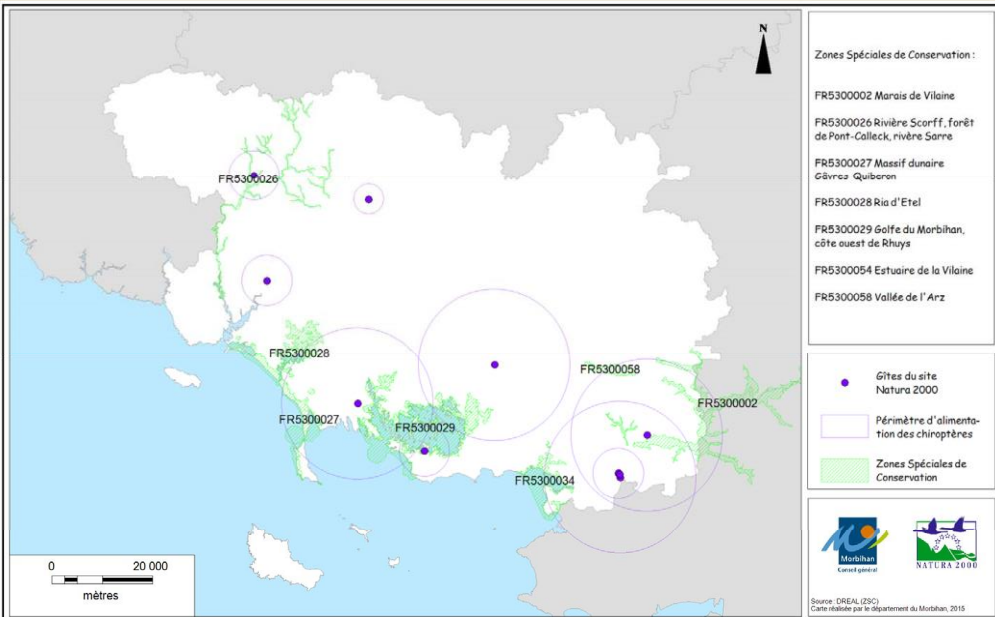 N
FR5300026
FR5300028
FR5300027
FR5300029
FR5300058
FR5300002
FR5300034
0 20 000
mètres
Zones Spéciales de Conservation :
FR5300002 Marais de Vilaine
FR5300026 Rivière Scorff, forêt
de Pont-Calleck, rivère Sarre
FR5300027 Massif dunaire
Gâvres Quiberon
FR5300028 Ria d'Etel
FR5300029 Golfe du Morbihan,
côte ouest de Rhuys
FR5300054 Estuaire de la Vilaine
FR5300058 Vallée de l'Arz
Gîtes du site
Natura 2000
Périmètre d'alimenta-
tion des chiroptères
Zones Spéciales de
Conservation
Morbihan
Conseil général
NATURA 2000
Source : DREAL (ZSC)
Carte réalisée par le département du Morbihan, 2015